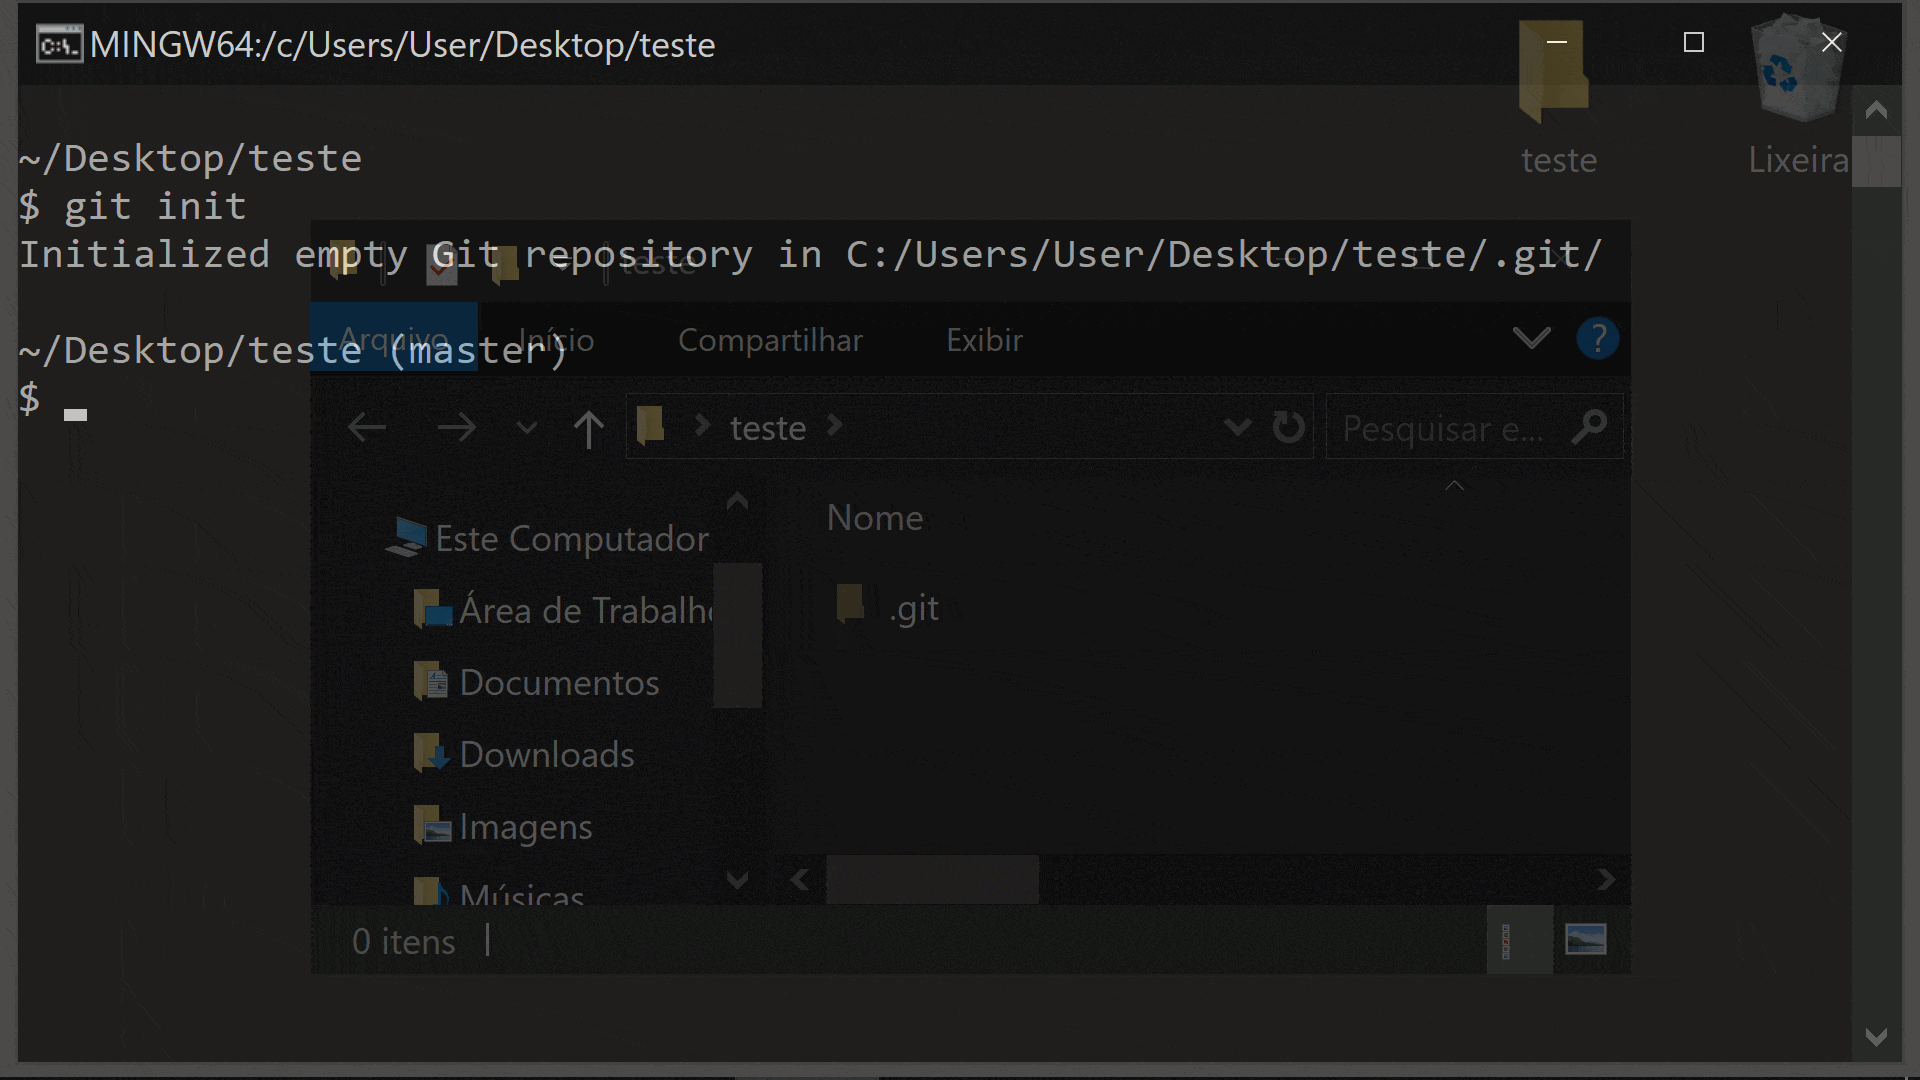 MINGW64:/c/Users/User/Desktop/teste
teste
Lixeira
~/Desktop/teste
$ git init
Initialized empty Git repository in C:/Users/User/Desktop/teste/.git/
teste
~/Desktop/teste (master)
$
Arquivo
Início
Compartilhar
Exibir
?
teste
Pesquisar e...
Nome
.git
Este Computador
Área de Trabalho
Documentos
Downloads
Imagens
Músicas
0 itens